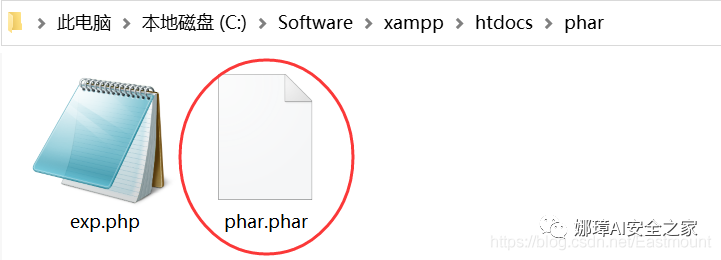 此电脑 > 本地磁盘 (C:) > Software > xampp > htdocs > phar
exp.php
phar.phar
娜璋AI安全之家
https://blog.csdn.net/Eastmount